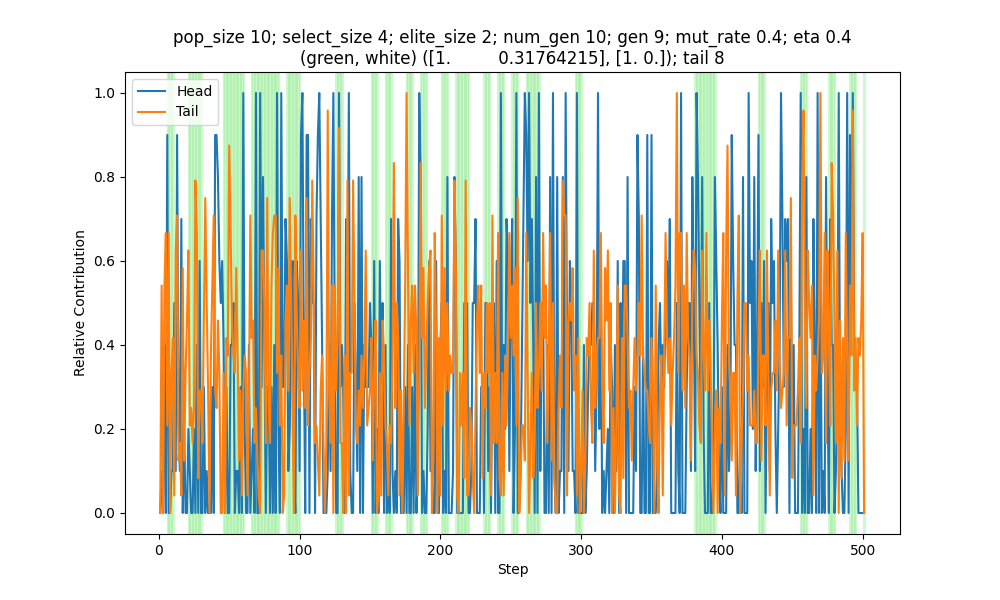 pop_size 10; select_size 4; elite_size 2; num_gen 10; gen 9; mut_rate 0.4; eta 0.4
(green, white) ([1.         0.31764215], [1. 0.]); tail 8
Head
Tail
1.0
0.8
0.6
0.4
0.2
0.0
Relative Contribution
0
100
200
300
400
500
Step